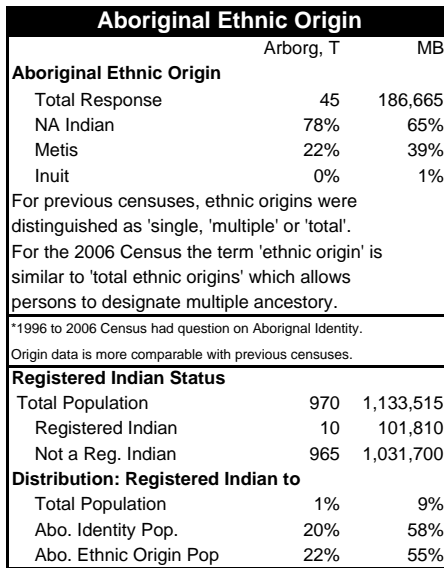 Aboriginal Ethnic Origin
Arborg, T MB
Aboriginal Ethnic Origin
Total Response 45 186,665
NA Indian 78% 65%
Metis 22% 39%
Inuit 0% 1%
For previous censuses, ethnic origins were
distinguished as 'single, 'multiple' or 'total'.
For the 2006 Census the term 'ethnic origin' is
similar to 'total ethnic origins' which allows
persons to designate multiple ancestory.
*1996 to 2006 Census had question on Aborignal Identity.
Origin data is more comparable with previous censuses.
Registered Indian Status
Total Population 970 1,133,515
Registered Indian 10 101,810
Not a Reg. Indian 965 1,031,700
Distribution: Registered Indian to
Total Population 1% 9%
Abo. Identity Pop. 20% 58%
Abo. Ethnic Origin Pop 22% 55%